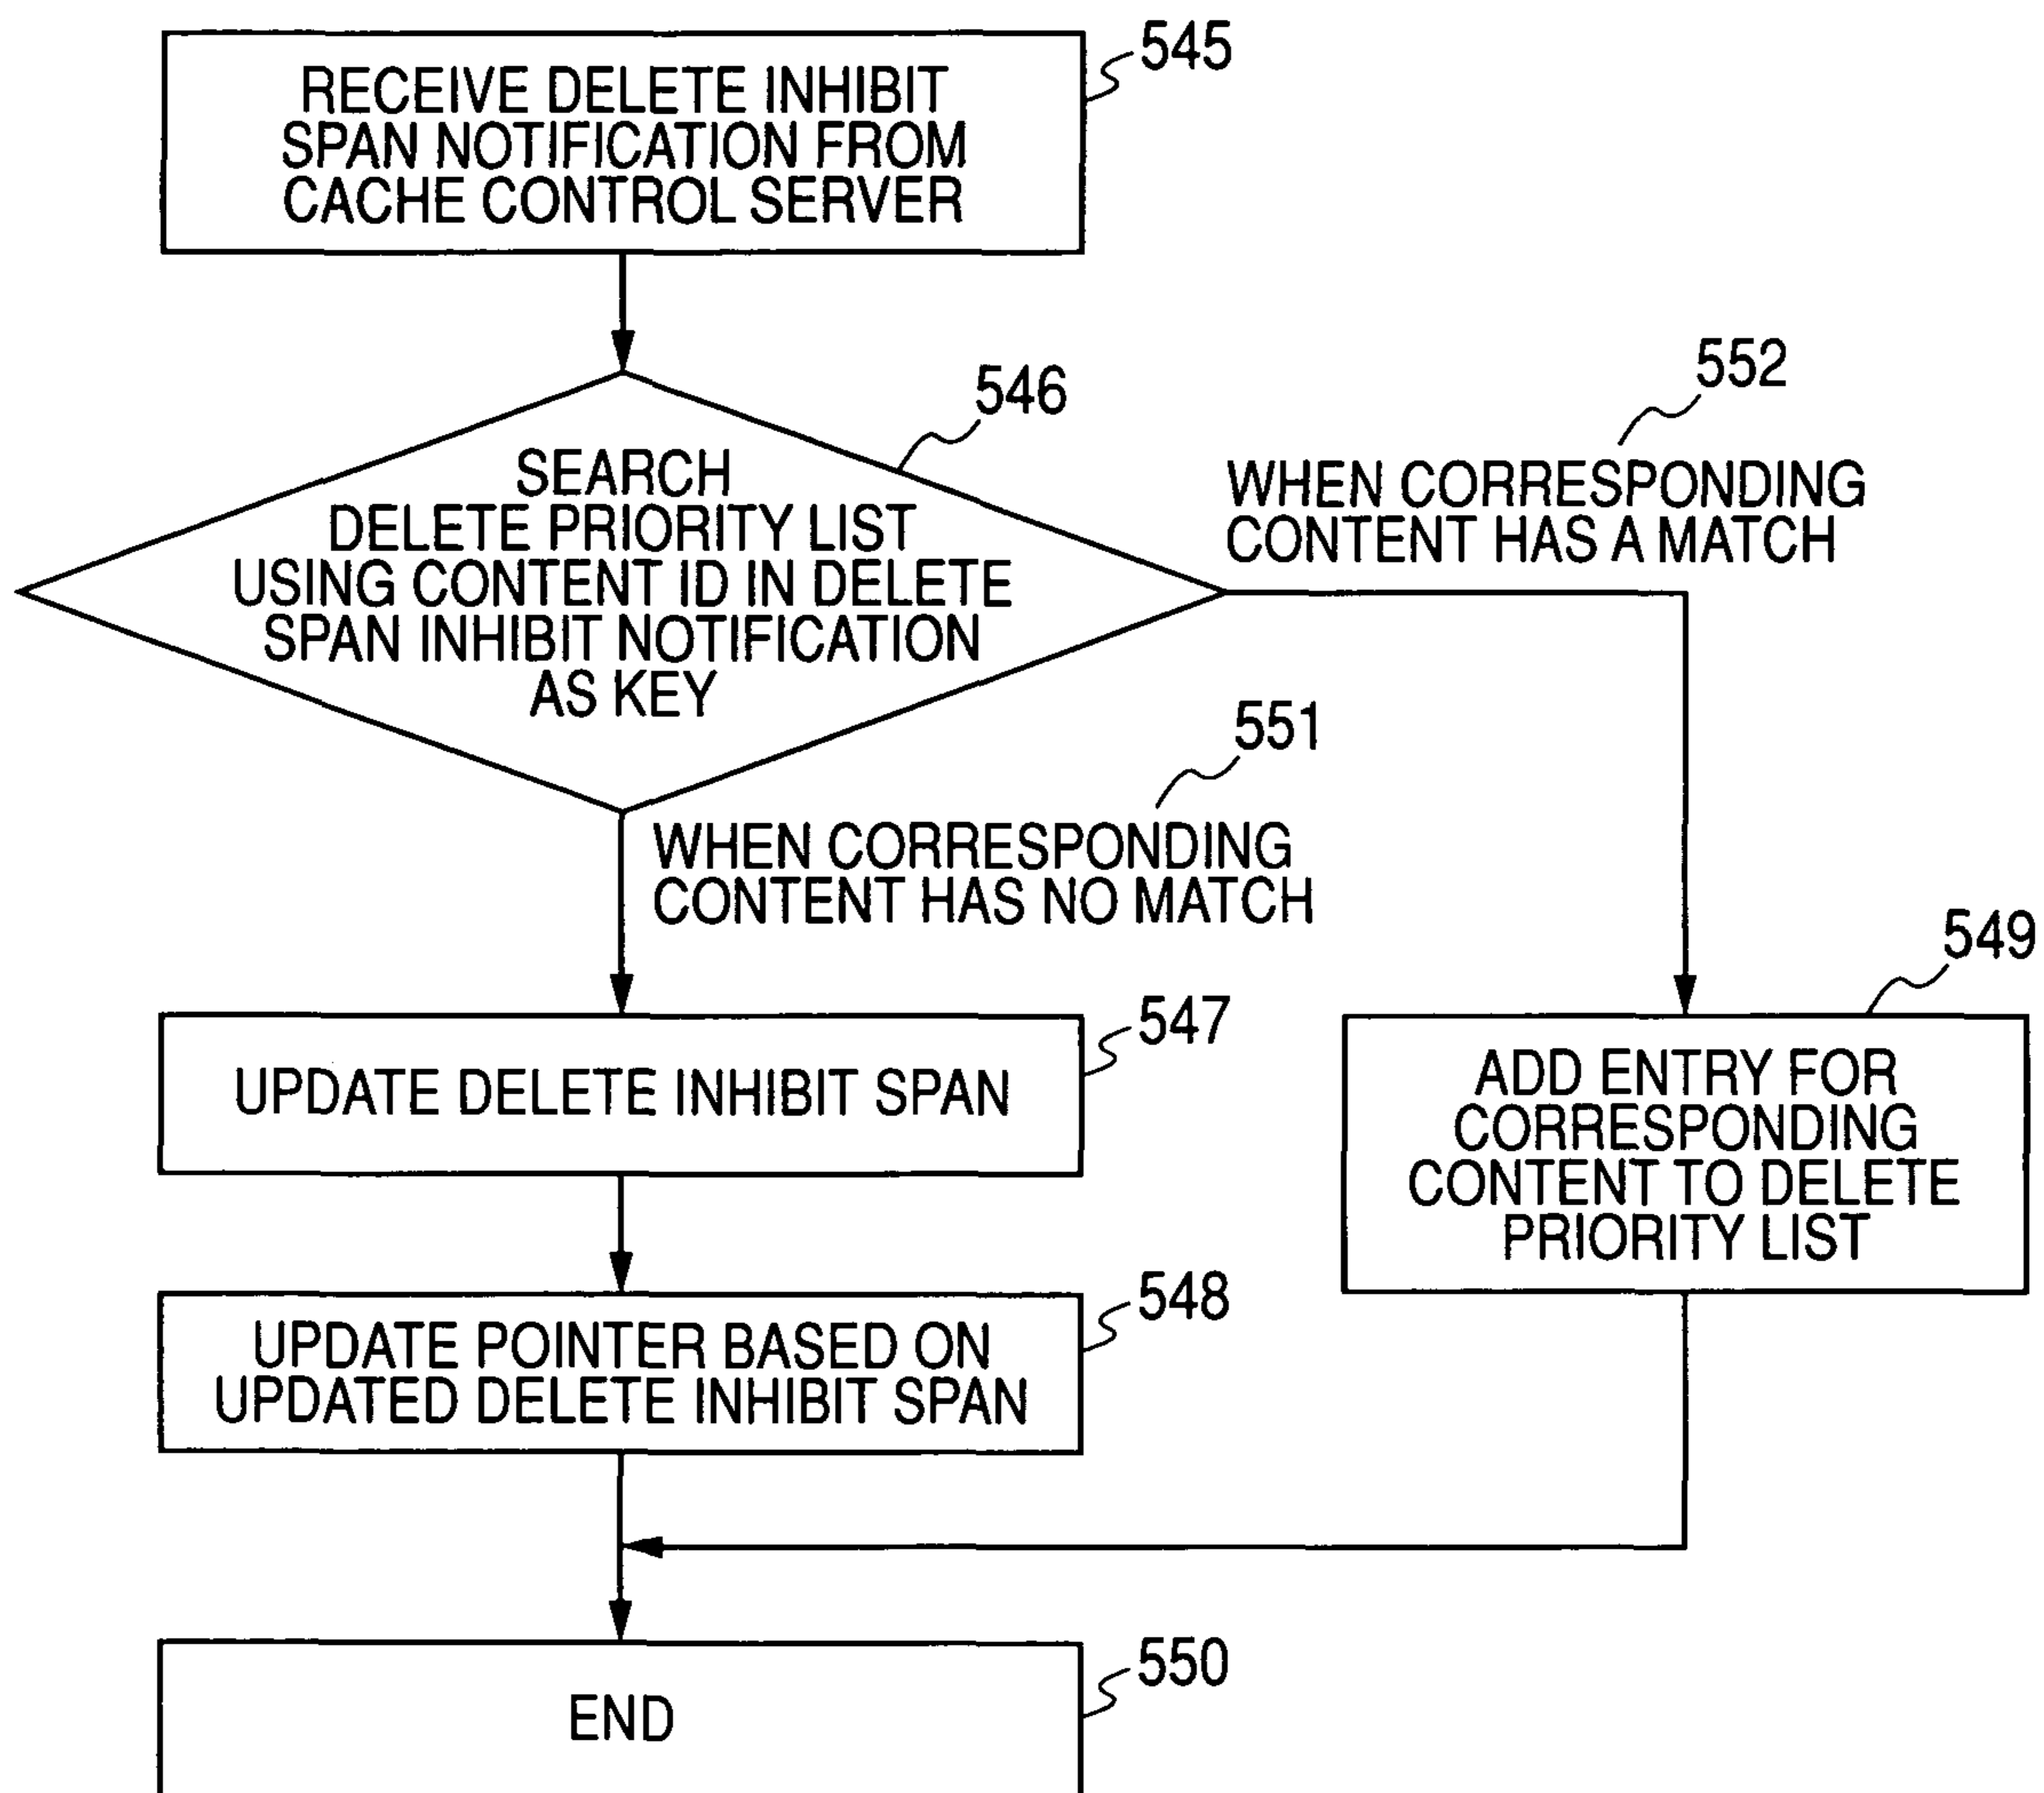 545
RECEIVE DELETE INHIBIT
SPAN NOTIFICATION FROM
CACHE CONTROL SERVER
546
SEARCH
DELETE PRIORITY LIST
USING CONTENT ID IN DELETE
SPAN INHIBIT NOTIFICATION
AS KEY
552
WHEN CORRESPONDING
CONTENT HAS A MATCH
551
WHEN CORRESPONDING
CONTENT HAS NO MATCH
547
UPDATE DELETE INHIBIT SPAN
549
ADD ENTRY FOR
CORRESPONDING
CONTENT TO DELETE
PRIORITY LIST
548
UPDATE POINTER BASED ON
UPDATED DELETE INHIBIT SPAN
550
END